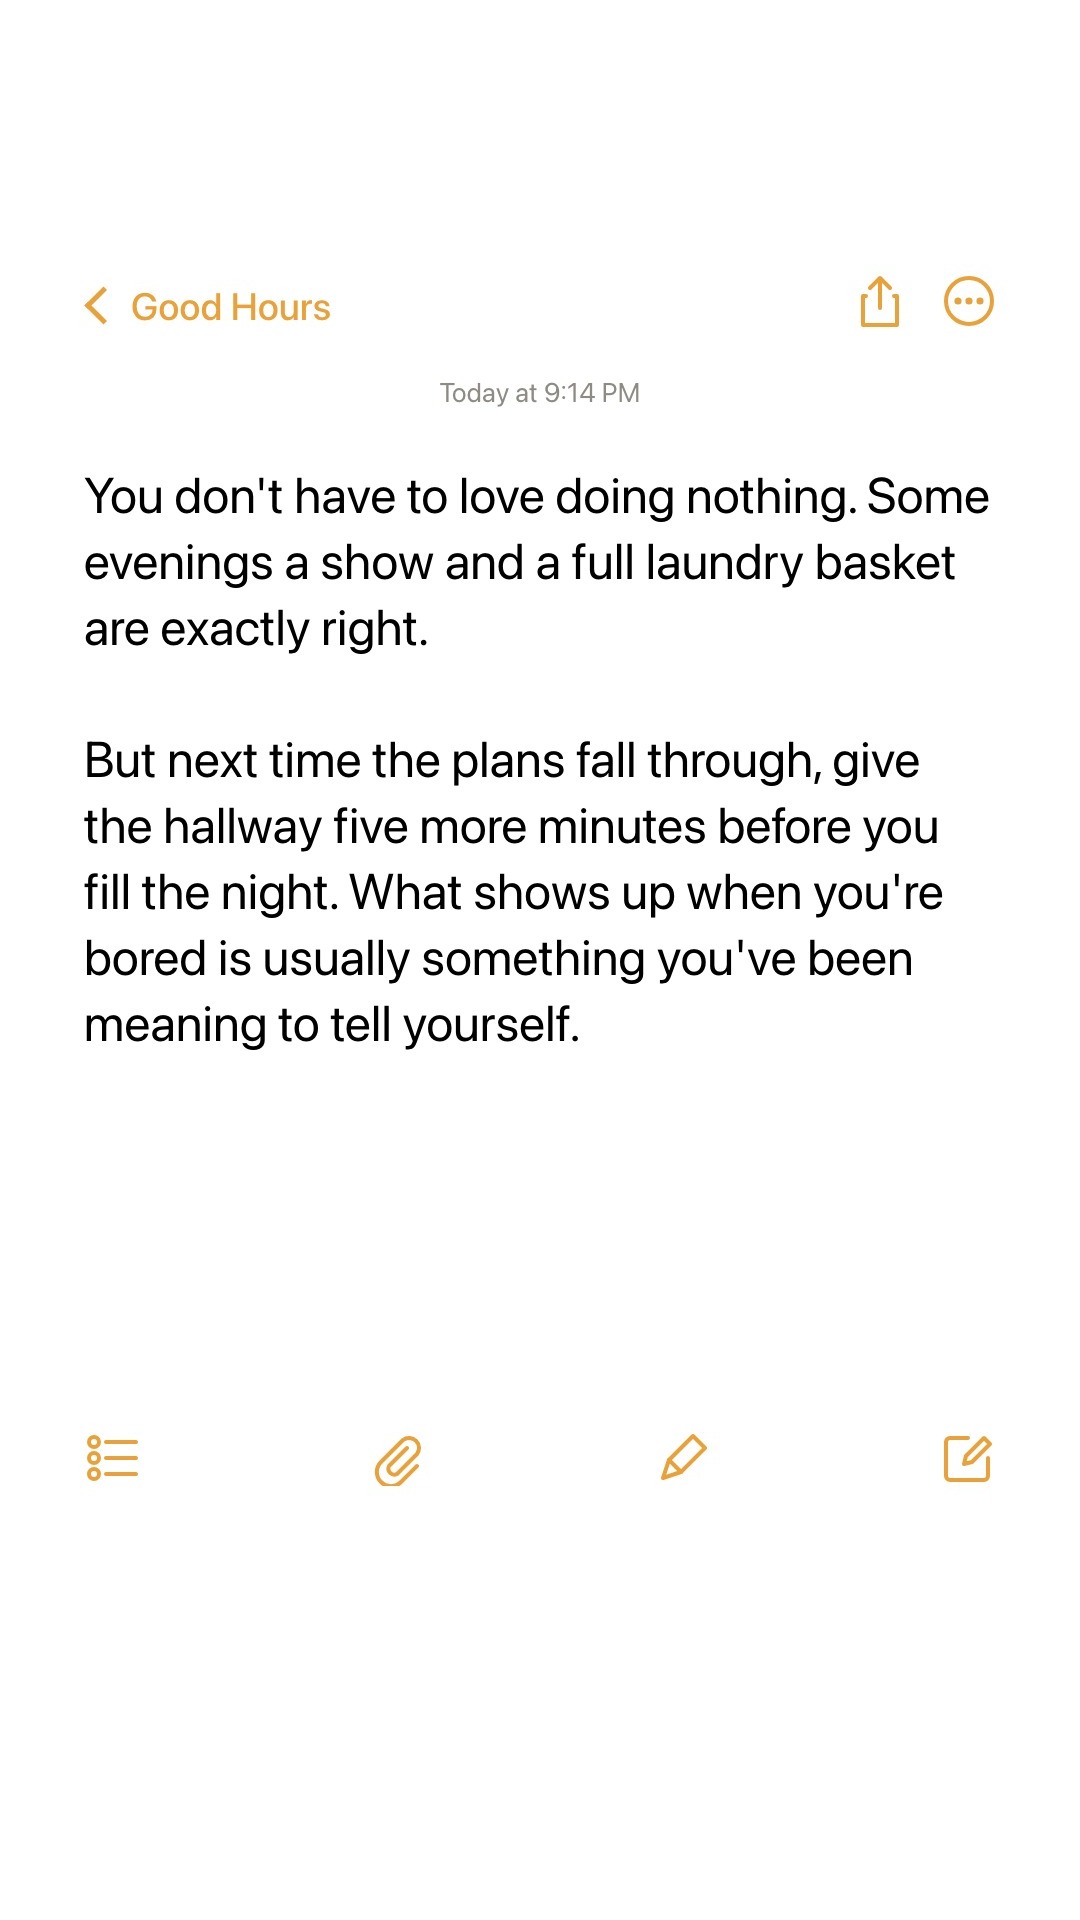 Good Hours
Today at 9:14 PM
You don't have to love doing nothing. Some
evenings a show and a full laundry basket
are exactly right.
But next time the plans fall through, give
the hallway five more minutes before you
fill the night. What shows up when you're
bored is usually something you've been
meaning to tell yourself.